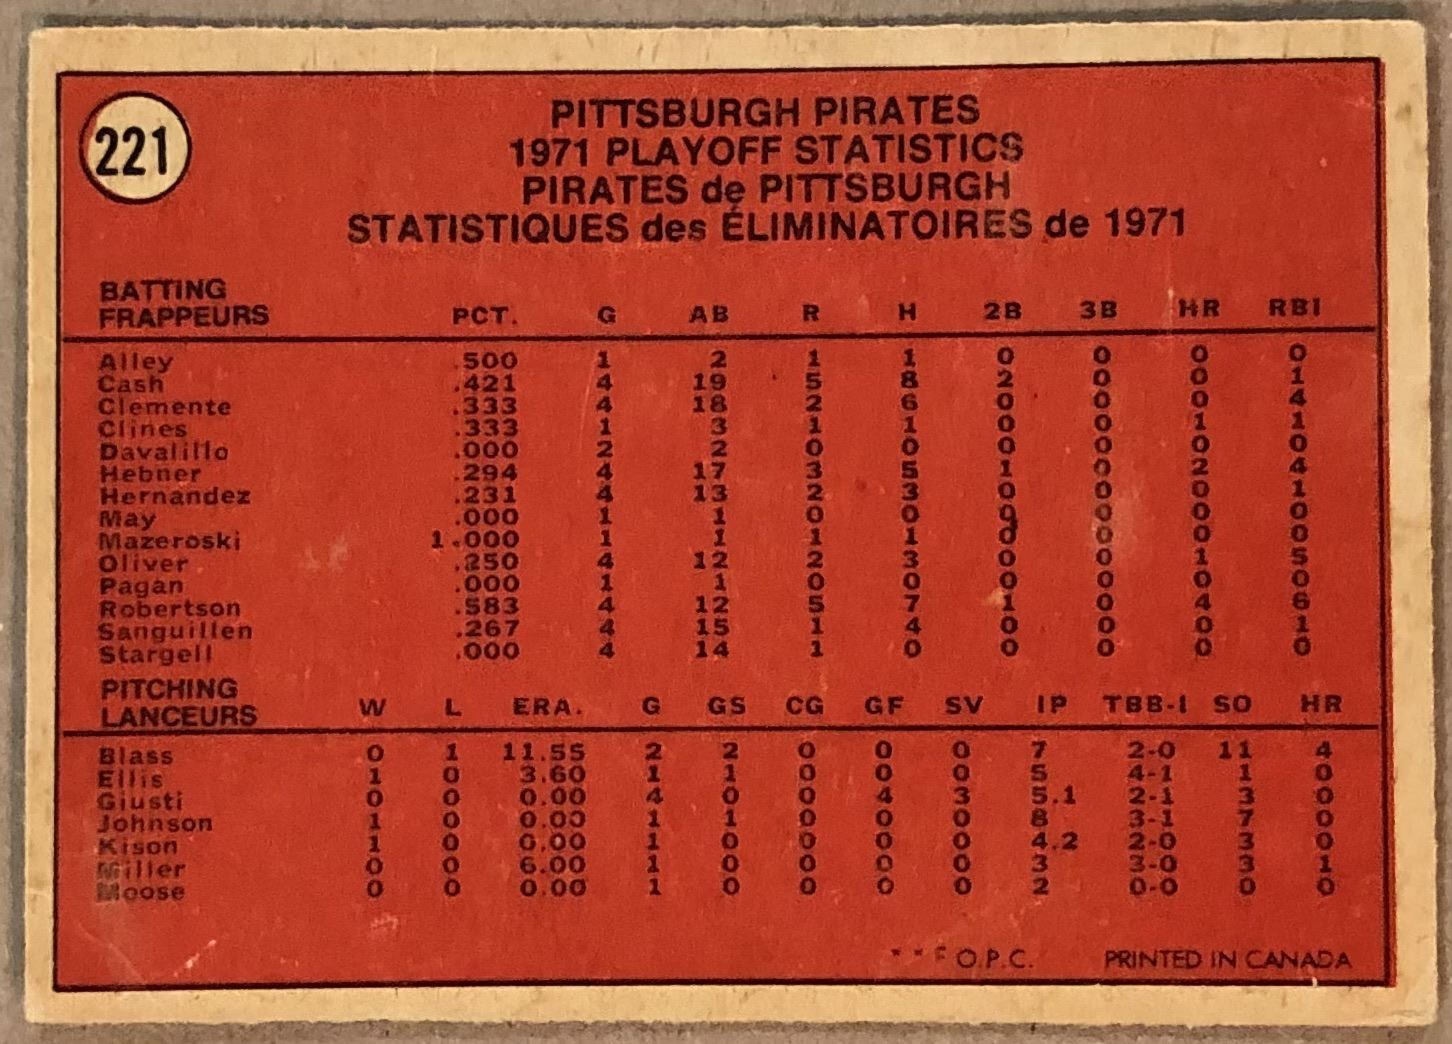 221
PITTSBURGH PIRATES
1971 PLAYOFF STATISTICS
PIRATES de PITTSBURGH
STATISTIQUES des ÉLIMINATOIRES de 1971
BATTING
FRAPPEURS PCT. G AB R H 2B 3B HR RBI
Alley .500 1 2 1 1 0 0 0 0
Cash .421 4 19 5 8 2 0 0 1
Clemente .333 4 18 2 6 0 0 0 4
Clines .333 1 3 1 1 0 0 1 1
Davalillo .000 2 2 0 0 0 0 0 0
Hebner .294 4 17 3 5 1 0 2 4
Hernandez .231 4 13 2 3 0 0 0 1
May .000 1 1 0 0 0 0 0 0
Mazeroski 1.000 1 1 1 1 0 0 0 0
Oliver .250 4 12 2 3 0 0 1 5
Pagan .000 1 1 0 0 0 0 0 0
Robertson .583 4 12 5 7 1 0 4 6
Sanguillen .267 4 15 1 4 0 0 0 1
Stargell .000 4 14 1 0 0 0 0 0
PITCHING
LANCEURS W L ERA. G GS CG GF SV IP TBB-I SO HR
Blass 0 1 11.55 2 2 0 0 0 7 2-0 11 4
Ellis 1 0 3.60 1 1 0 0 0 5 4-1 1 0
Giusti 0 0 0.00 4 0 0 4 3 5.1 2-1 3 0
Johnson 1 0 0.00 1 1 0 0 0 8 3-1 7 0
Kison 1 0 0.00 1 0 0 0 0 4.2 2-0 3 0
Miller 0 0 6.00 1 0 0 0 0 3 3-0 3 1
Moose 0 0 0.00 1 0 0 0 0 2 0-0 0 0
O.P.C. PRINTED IN CANADA